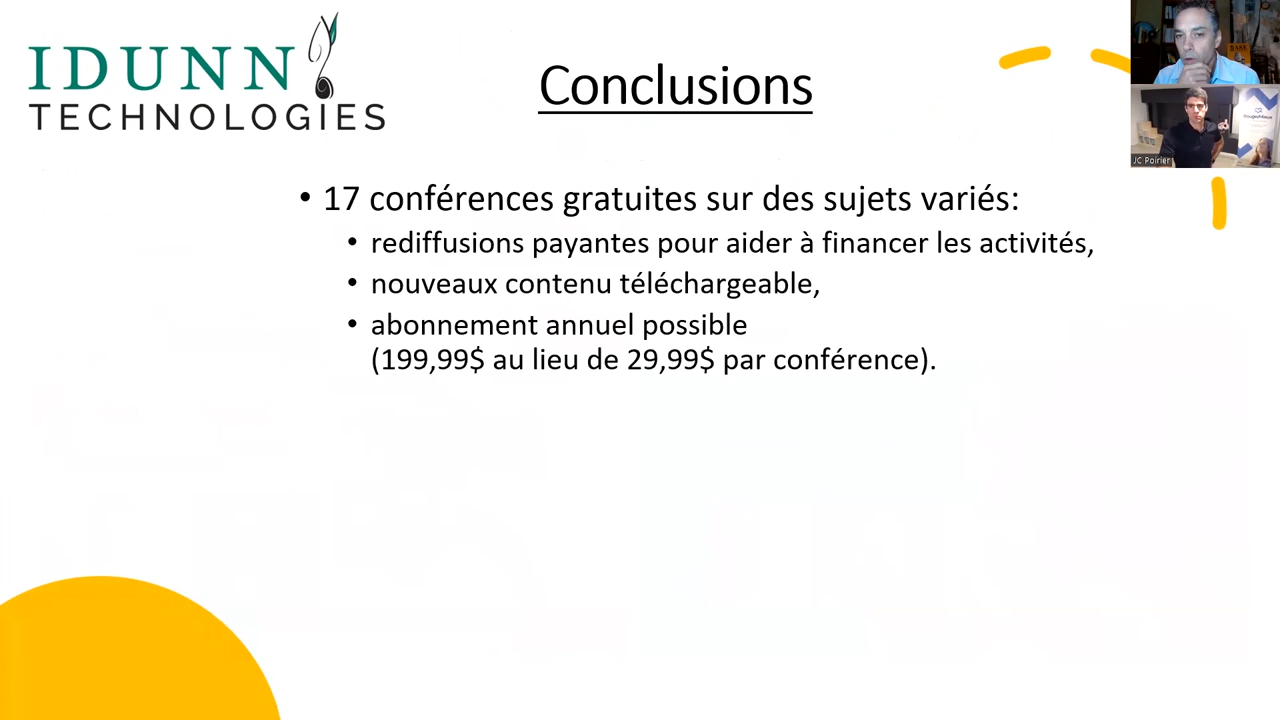 IDUNN
TECHNOLOGIES
Conclusions
JC Poirier
• 17 conférences gratuites sur des sujets variés:
• rediffusions payantes pour aider à financer les activités,
• nouveaux contenu téléchargeable,
• abonnement annuel possible
(199,99$ au lieu de 29,99$ par conférence).